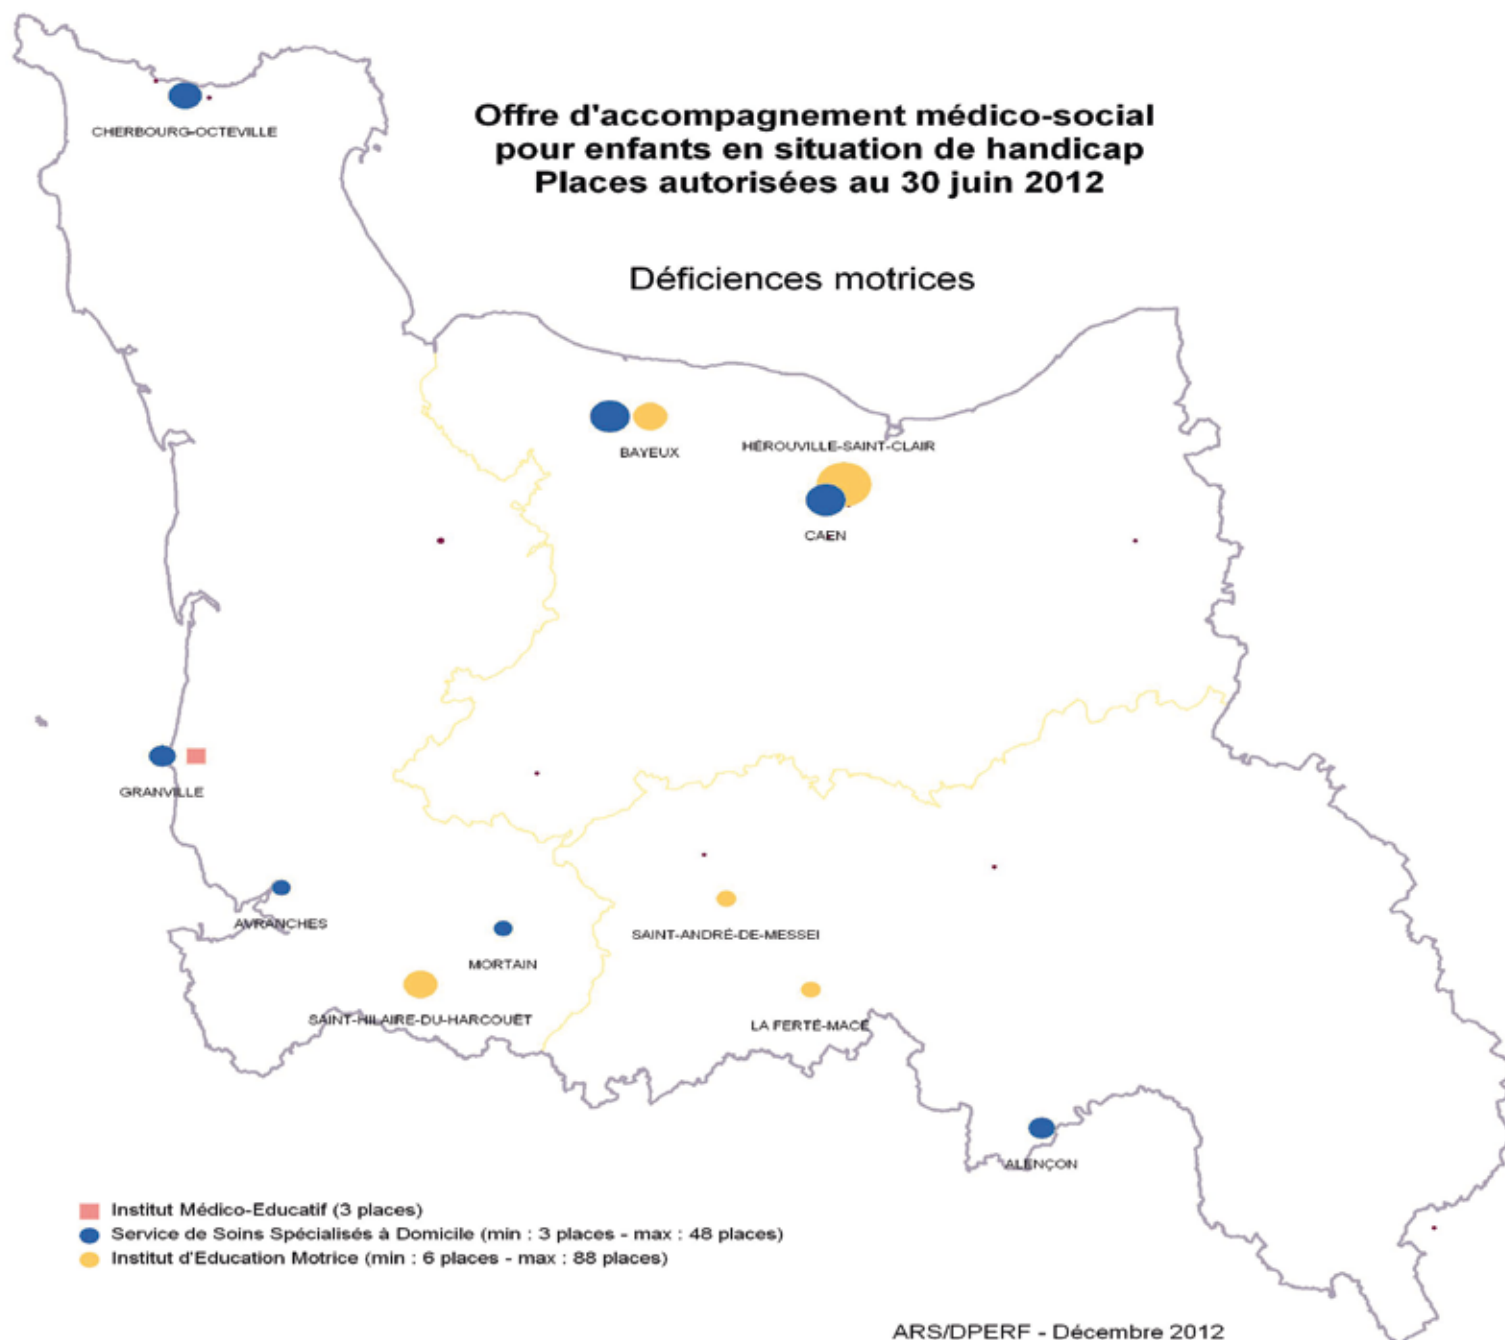 Offre d'accompagnement médico-social
pour enfants en situation de handicap
Places autorisées au 30 juin 2012
Déficiences motrices
CHERBOURG-OCTEVILLE
BAYEUX
HÉROUVILLE-SAINT-CLAIR
CAEN
GRANVILLE
AVRANCHES
MORTAIN
SAINT-HILAIRE-DU-HARCOUËT
SAINT-ANDRÉ-DE-MESSEI
LA FERTÉ-MACÉ
ALENÇON
Institut Médico-Educatif (3 places)
Service de Soins Spécialisés à Domicile (min : 3 places - max : 48 places)
Institut d'Education Motrice (min : 6 places - max : 88 places)
ARS/DPERF - Décembre 2012